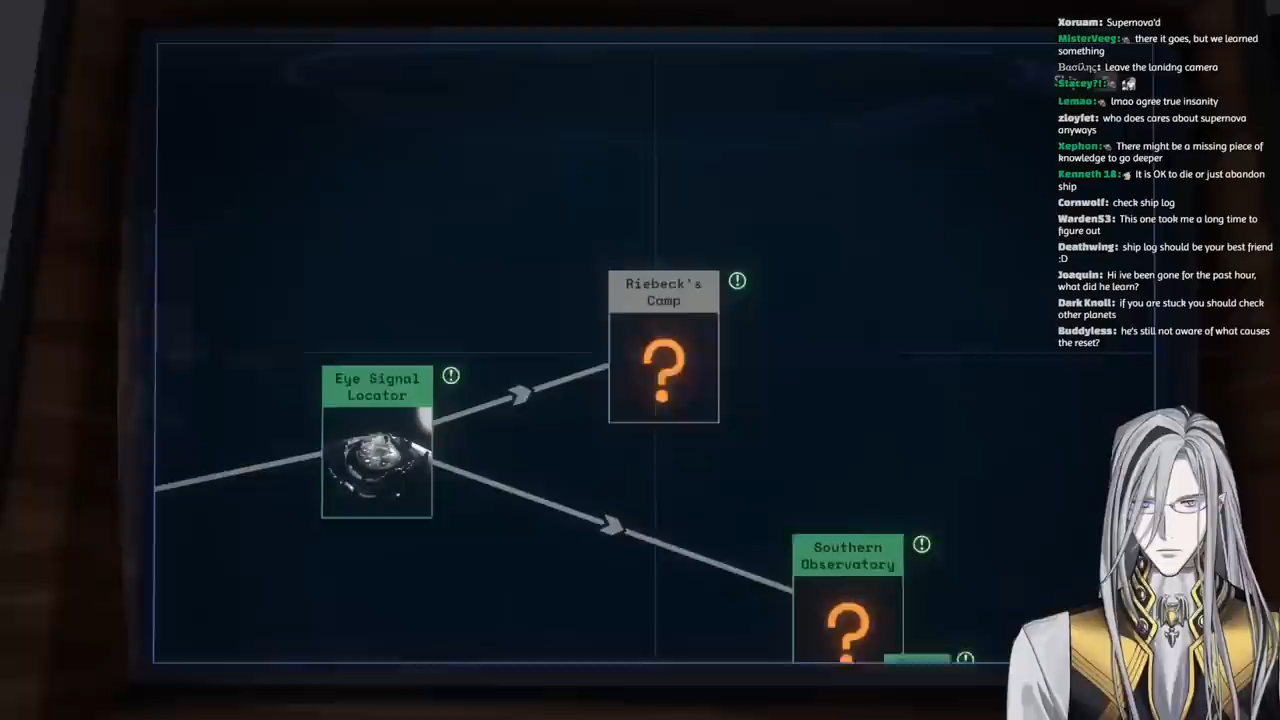 Riebeck's
Camp
Eye Signal
Locator
Southern
Observatory
Xoruam: Supernova'd
MisterVeeg: there it goes, but we learned
something
Βασίλης: Leave the lanidng camera
Stacey?!:
Lemao: lmao agree true insanity
zloyfet: who does cares about supernova
anyways
Xephon: There might be a missing piece of
knowledge to go deeper
Kenneth 18: It is OK to die or just abandon
ship
Cornwolf: check ship log
Warden53: This one took me a long time to
figure out
Deathwing: ship log should be your best friend
:D
Joaquin: Hi ive been gone for the past hour,
what did he learn?
Dark Knoll: if you are stuck you should check
other planets
Buddyless: he's still not aware of what causes
the reset?